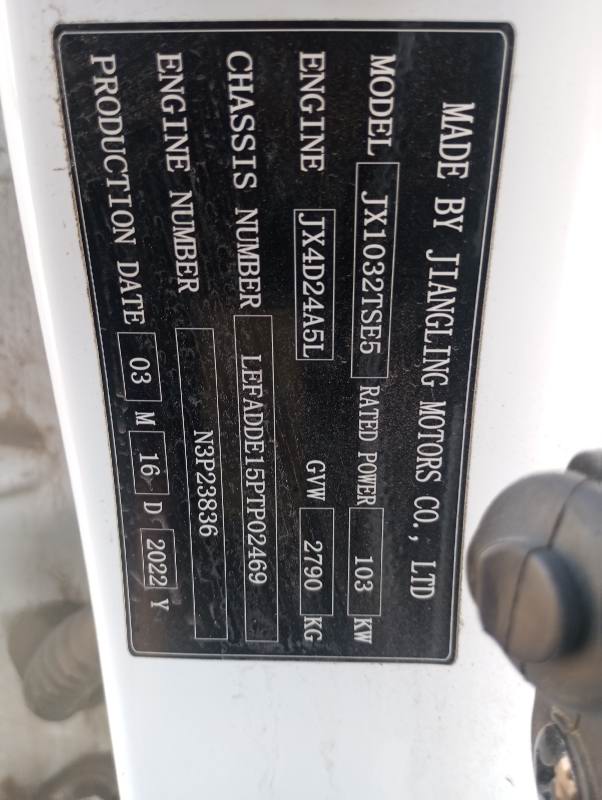 MADE BY JIANGLING MOTORS CO., LTD
MODEL JX1032TSE5 RATED POWER 103 KW
ENGINE JX4D24A5L GVW 2790 KG
CHASSIS NUMBER LEFADDE15PTP02469
ENGINE NUMBER N3P23836
PRODUCTION DATE 03 M 16 D 2022 Y